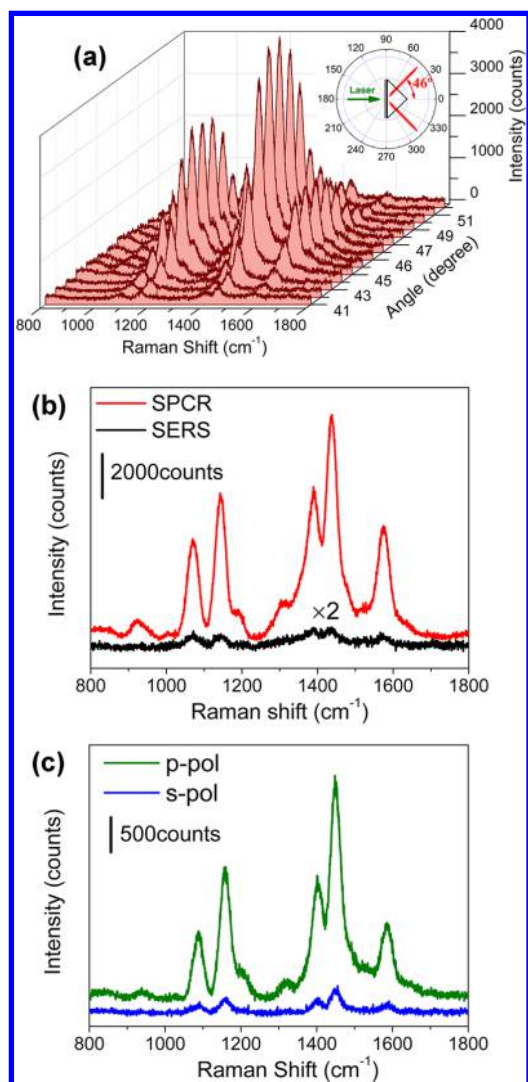 (a)
4000
3000
2000
1000
0
Intensity (counts)
90
120 60
150 30
180 0
210 330
240 300
270
Laser
46°
51
49
47
46
45
43
41
Angle (degree)
800 1000 1200 1400 1600 1800
Raman Shift (cm-1)
(b)
SPCR
SERS
2000counts
×2
Intensity (counts)
800 1000 1200 1400 1600 1800
Raman shift (cm-1)
(c)
p-pol
s-pol
500counts
Intensity (counts)
800 1000 1200 1400 1600 1800
Raman Shift (cm-1)